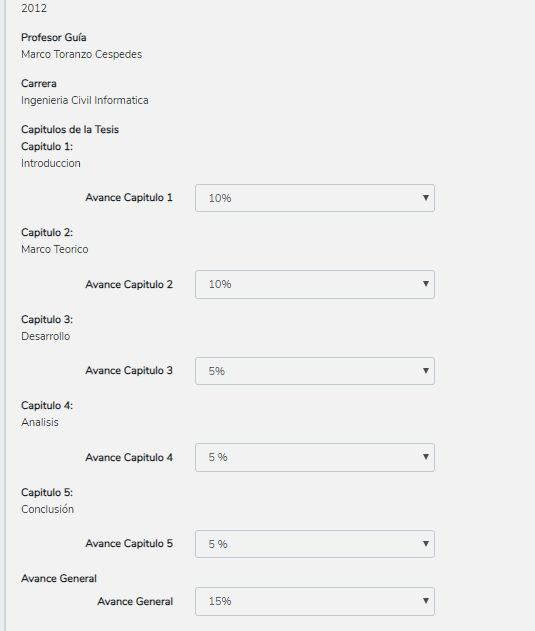 2012
Profesor Guía
Marco Toranzo Cespedes
Carrera
Ingenieria Civil Informatica
Capitulos de la Tesis
Capitulo 1:
Introduccion
Avance Capitulo 1 10%
Capitulo 2:
Marco Teorico
Avance Capitulo 2 10%
Capitulo 3:
Desarrollo
Avance Capitulo 3 5%
Capitulo 4:
Analisis
Avance Capitulo 4 5 %
Capitulo 5:
Conclusión
Avance Capitulo 5 5 %
Avance General
Avance General 15%